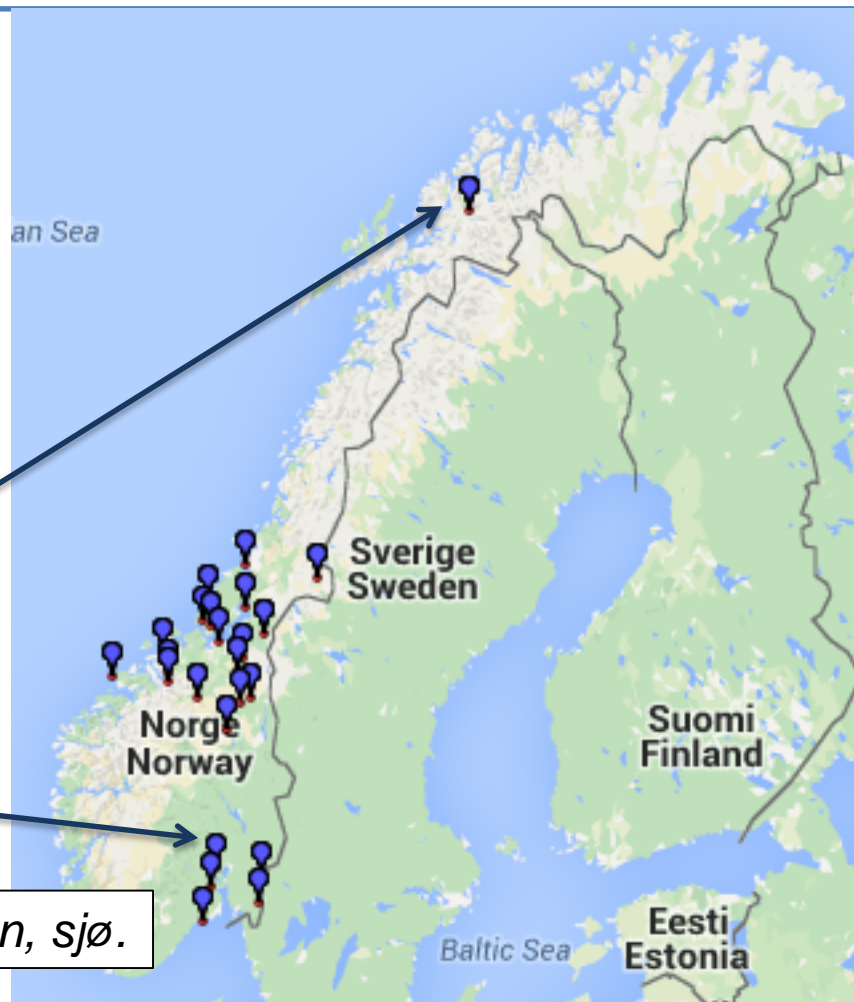 an Sea
Sverige
Sweden
Norge
Norway
Suomi
Finland
n, sjø.
Eesti
Estonia
Baltic Sea